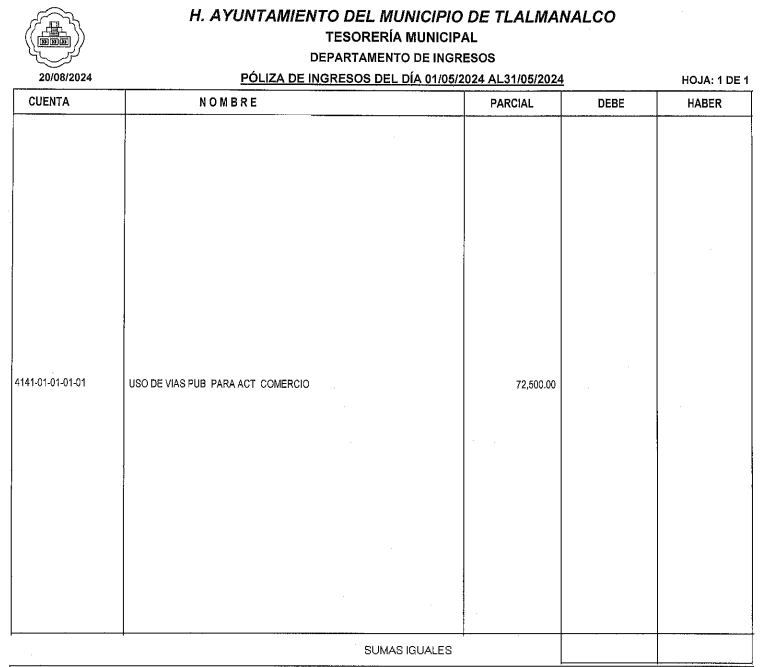 H. AYUNTAMIENTO DEL MUNICIPIO DE TLALMANALCO
TESORERÍA MUNICIPAL
DEPARTAMENTO DE INGRESOS
20/08/2024 PÓLIZA DE INGRESOS DEL DÍA 01/05/2024 AL31/05/2024 HOJA: 1 DE 1
CUENTA N O M B R E PARCIAL DEBE HABER
4141-01-01-01-01 USO DE VIAS PUB PARA ACT COMERCIO 72,500.00
SUMAS IGUALES